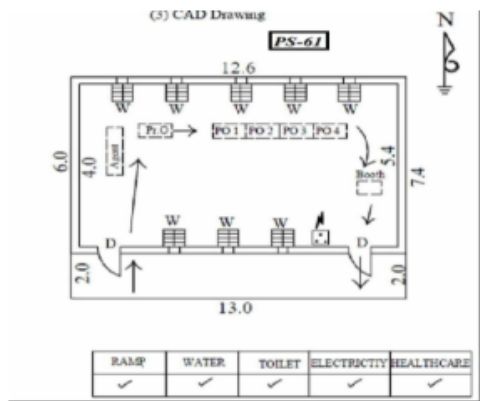 (3) CAD Drawing
N
PS-61
12.6
W W W W W
Pr.O PO 1 PO 2 PO 3 PO 4
Agent
6.0
4.0
5.4
7.4
Booth
W W W
D D
2.0 2.0
13.0
RAMP WATER TOILET ELECTRICTIY HEALTHCARE
✓ ✓ ✓ ✓ ✓